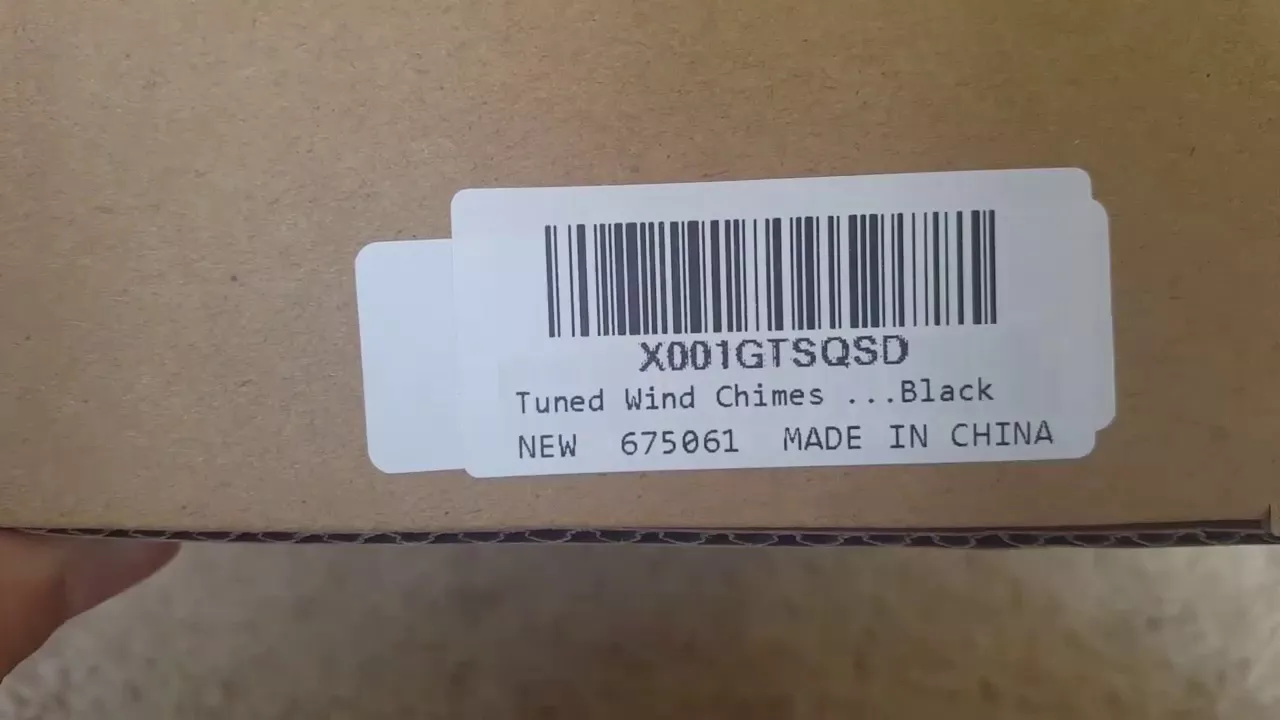 X001GTSQSD
Tuned Wind Chimes ...Black
NEW 675061 MADE IN CHINA